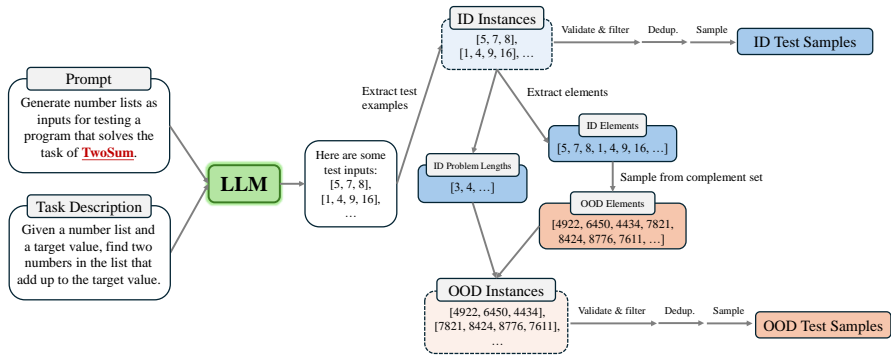 Prompt
Generate number lists as
inputs for testing a
program that solves the
task of TwoSum.
Task Description
Given a number list and
a target value, find two
numbers in the list that
add up to the target value.
LLM
Here are some
test inputs:
[5, 7, 8],
[1, 4, 9, 16],
…
Extract test
examples
ID Instances
[5, 7, 8],
[1, 4, 9, 16], …
Validate & filter
Dedup.
Sample
ID Test Samples
Extract elements
ID Problem Lengths
[3, 4, …]
ID Elements
[5, 7, 8, 1, 4, 9, 16, …]
Sample from complement set
OOD Elements
[4922, 6450, 4434, 7821,
8424, 8776, 7611, …]
OOD Instances
[4922, 6450, 4434],
[7821, 8424, 8776, 7611],
…
Validate & filter
Dedup.
Sample
OOD Test Samples